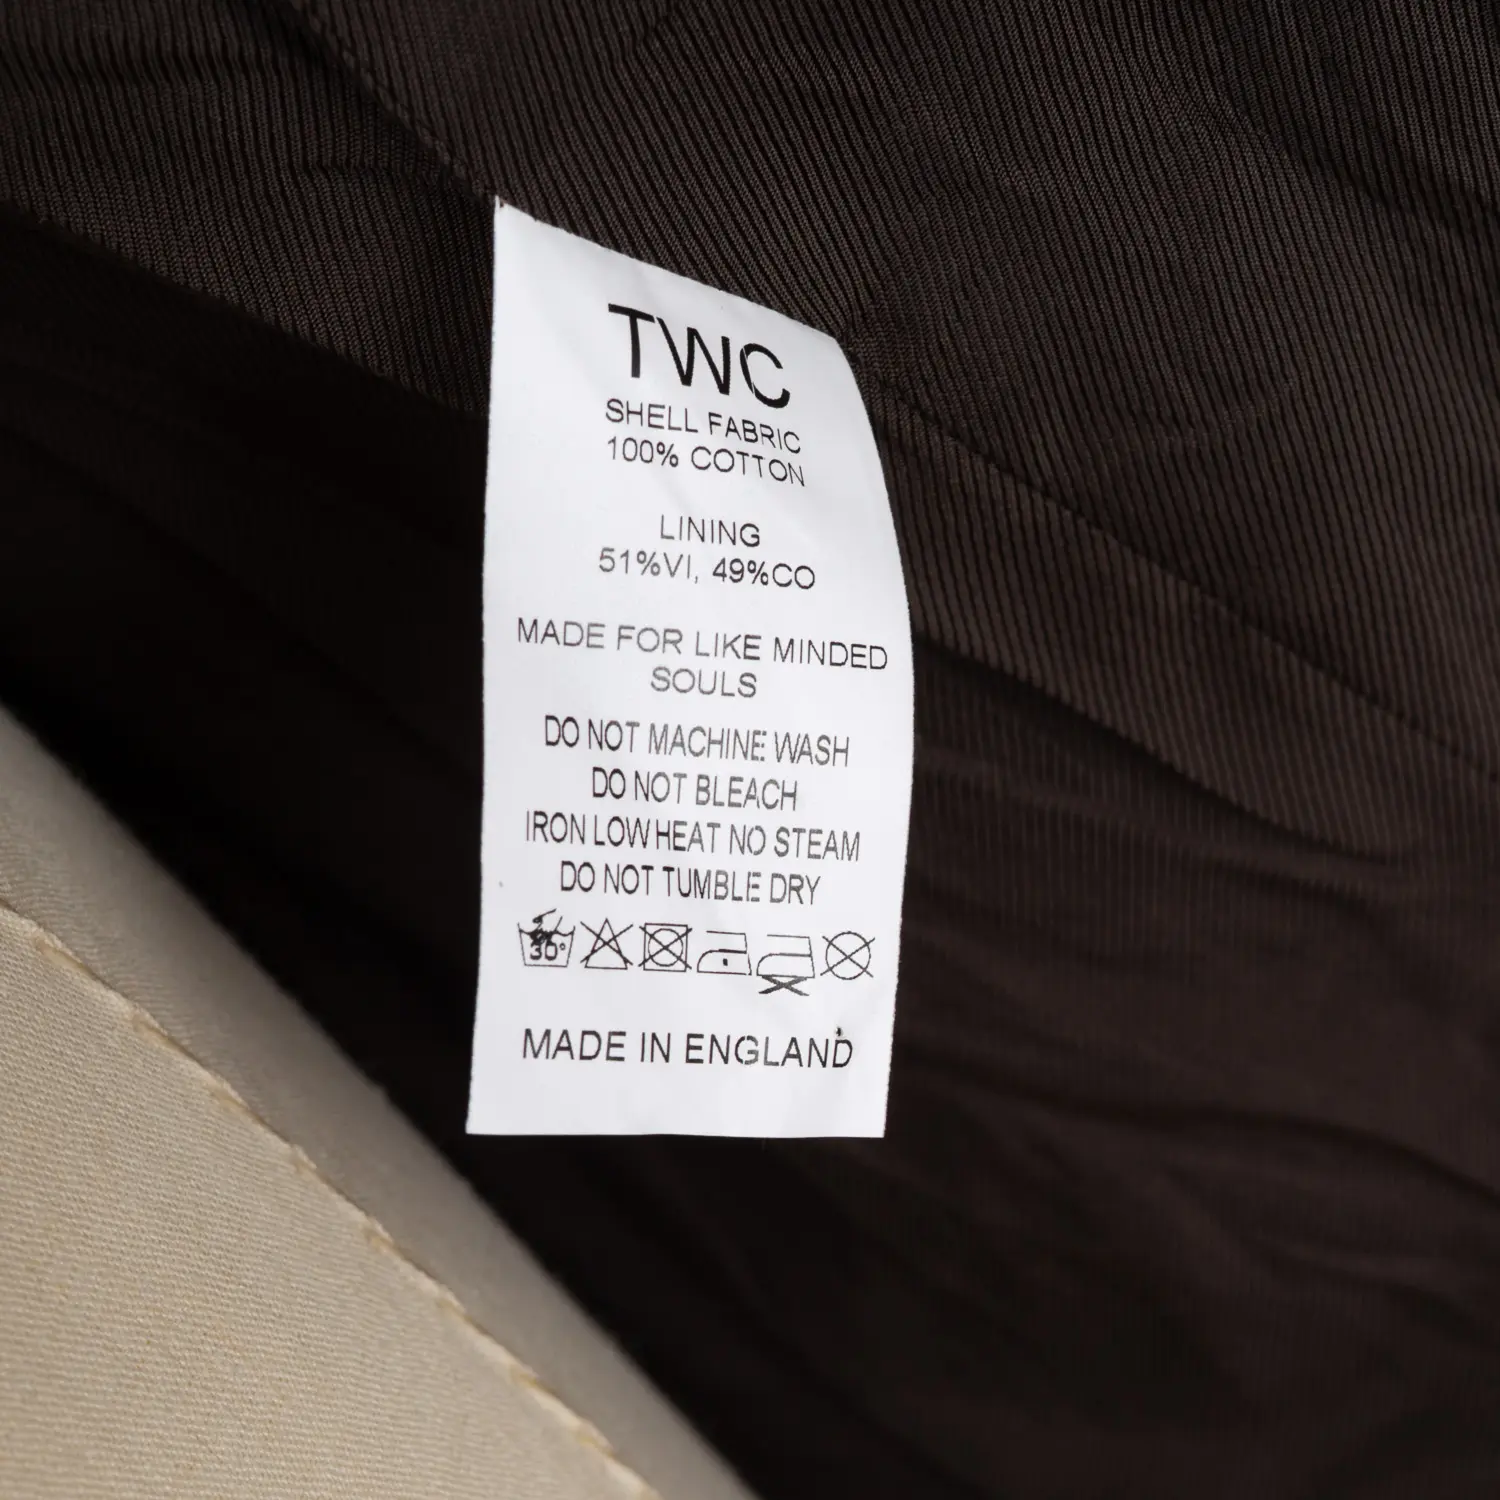 TWC
SHELL FABRIC
100% COTTON
LINING
51%VI, 49%CO
MADE FOR LIKE MINDED
SOULS
DO NOT MACHINE WASH
DO NOT BLEACH
IRON LOW HEAT NO STEAM
DO NOT TUMBLE DRY
30°
MADE IN ENGLAND